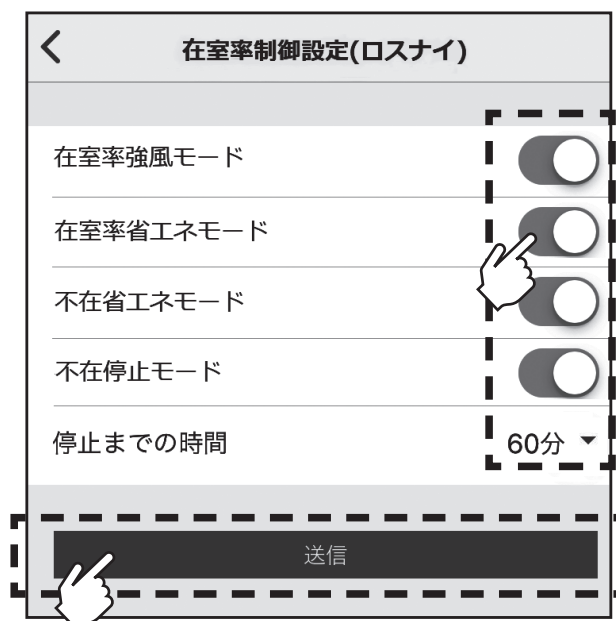 在室率制御設定(ロスナイ)
在室率強風モード
在室率省エネモード
不在省エネモード
不在停止モード
停止までの時間 60分
送信